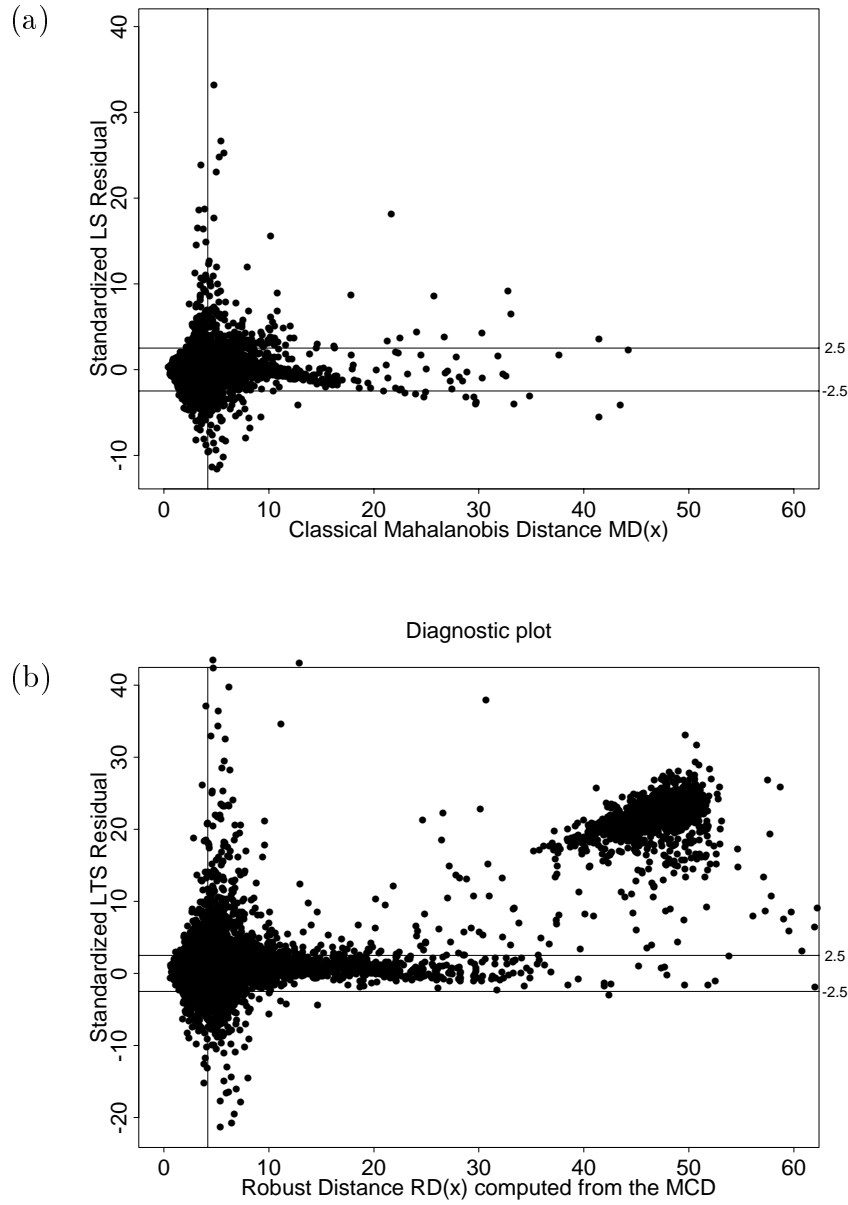 (a)
Standardized LS Residual
40
30
20
10
0
-10
2.5
-2.5
0 10 20 30 40 50 60
Classical Mahalanobis Distance MD(x)
Diagnostic plot
(b)
Standardized LTS Residual
40
30
20
10
0
-10
-20
2.5
-2.5
0 10 20 30 40 50 60
Robust Distance RD(x) computed from the MCD